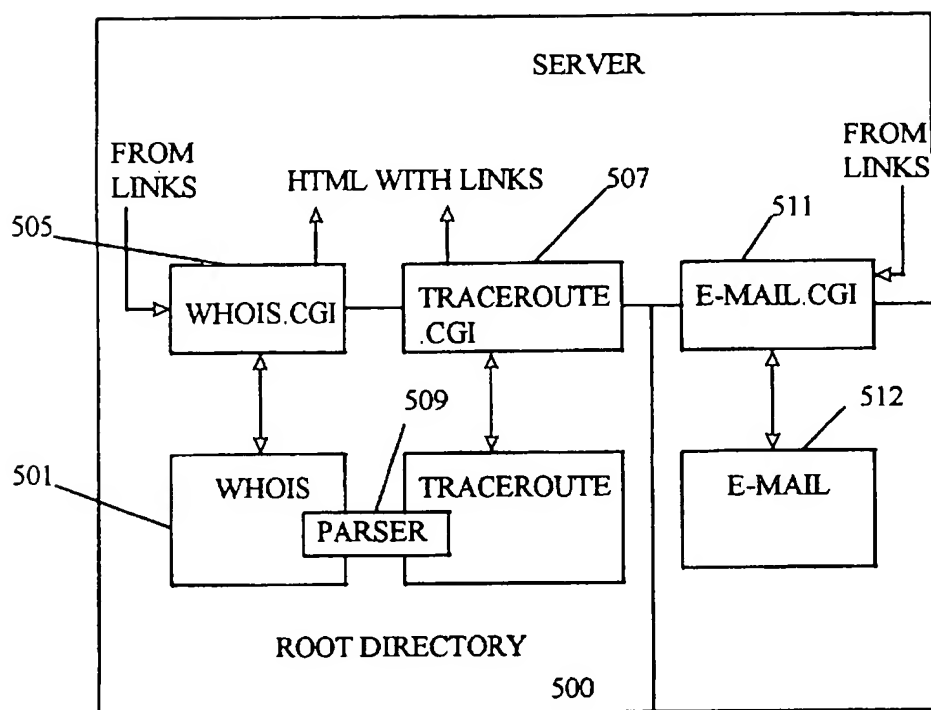 SERVER
FROM
LINKS
HTML WITH LINKS
507
FROM
LINKS
505
511
WHOIS.CGI
TRACEROUTE
.CGI
E-MAIL.CGI
509
512
501
WHOIS
TRACEROUTE
E-MAIL
PARSER
ROOT DIRECTORY
500